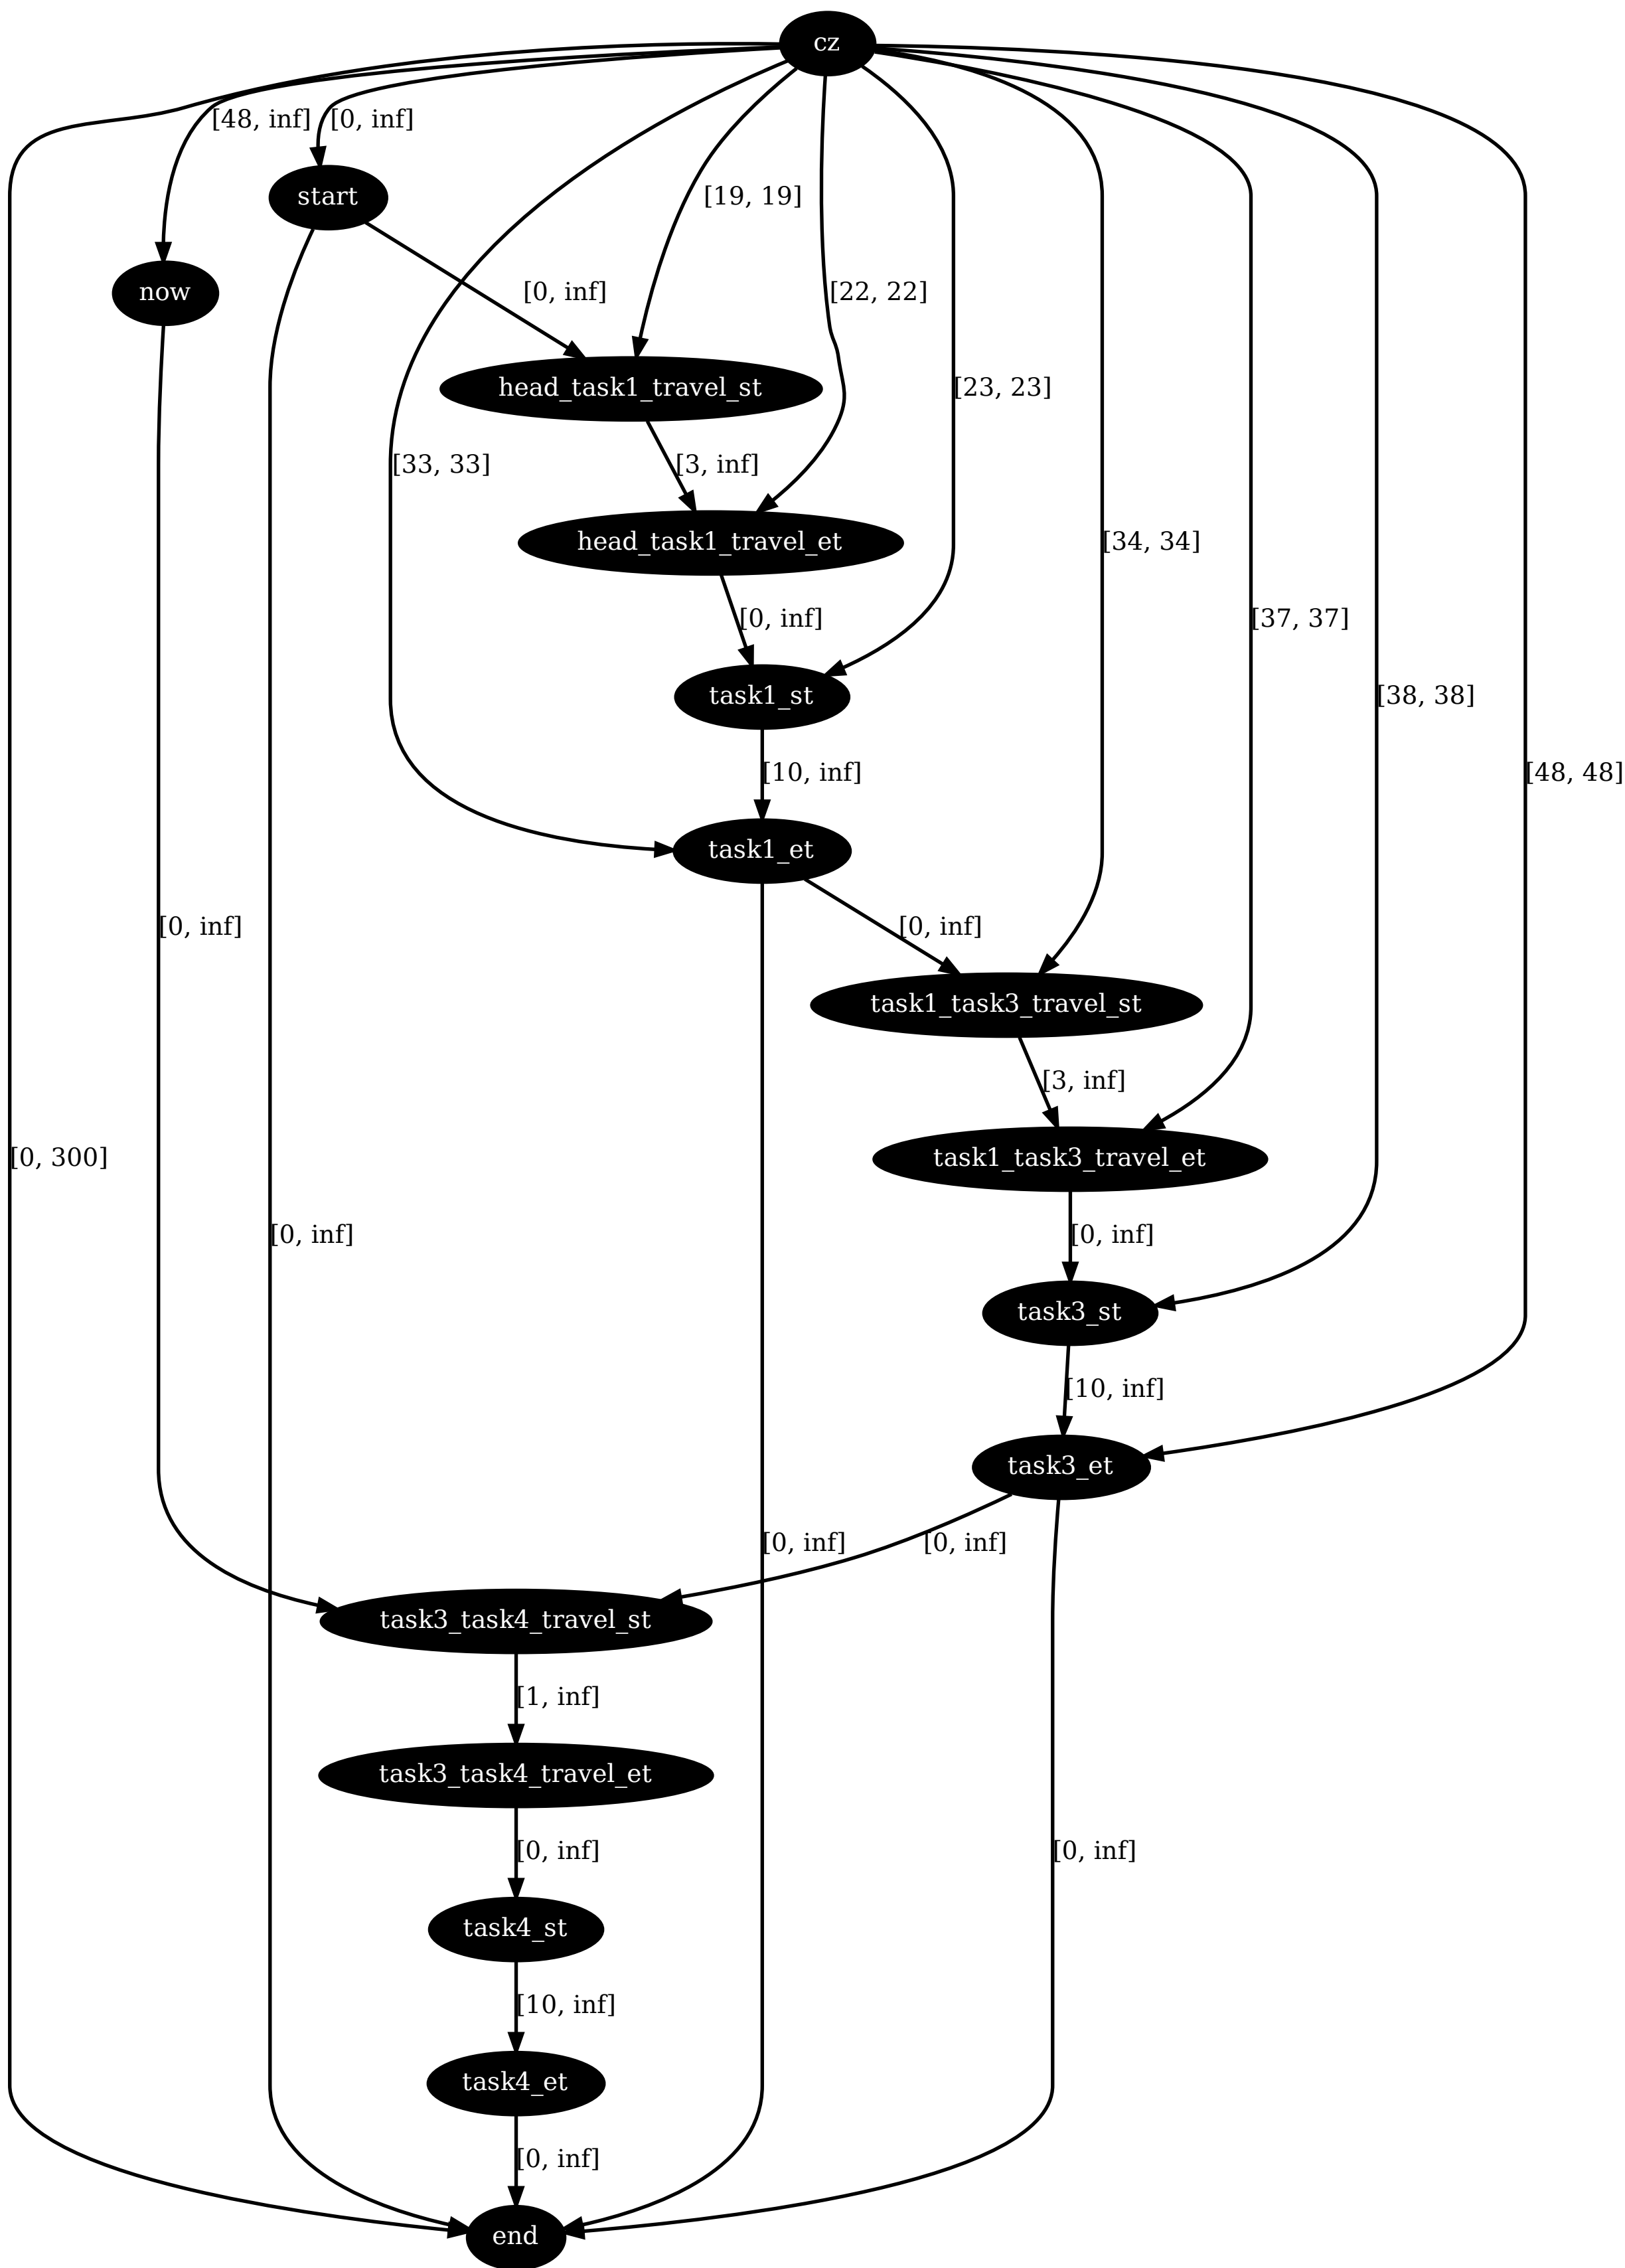 cz
[48, inf]
[0, inf]
start
[19, 19]
now
[0, inf]
[22, 22]
head_task1_travel_st
[23, 23]
[33, 33]
[3, inf]
head_task1_travel_et
[34, 34]
[0, inf]
[37, 37]
task1_st
[38, 38]
[10, inf]
[48, 48]
task1_et
[0, inf]
[0, inf]
task1_task3_travel_st
[3, inf]
[0, 300]
task1_task3_travel_et
[0, inf]
[0, inf]
task3_st
[10, inf]
task3_et
[0, inf]
[0, inf]
task3_task4_travel_st
[1, inf]
task3_task4_travel_et
[0, inf]
[0, inf]
task4_st
[10, inf]
task4_et
[0, inf]
end